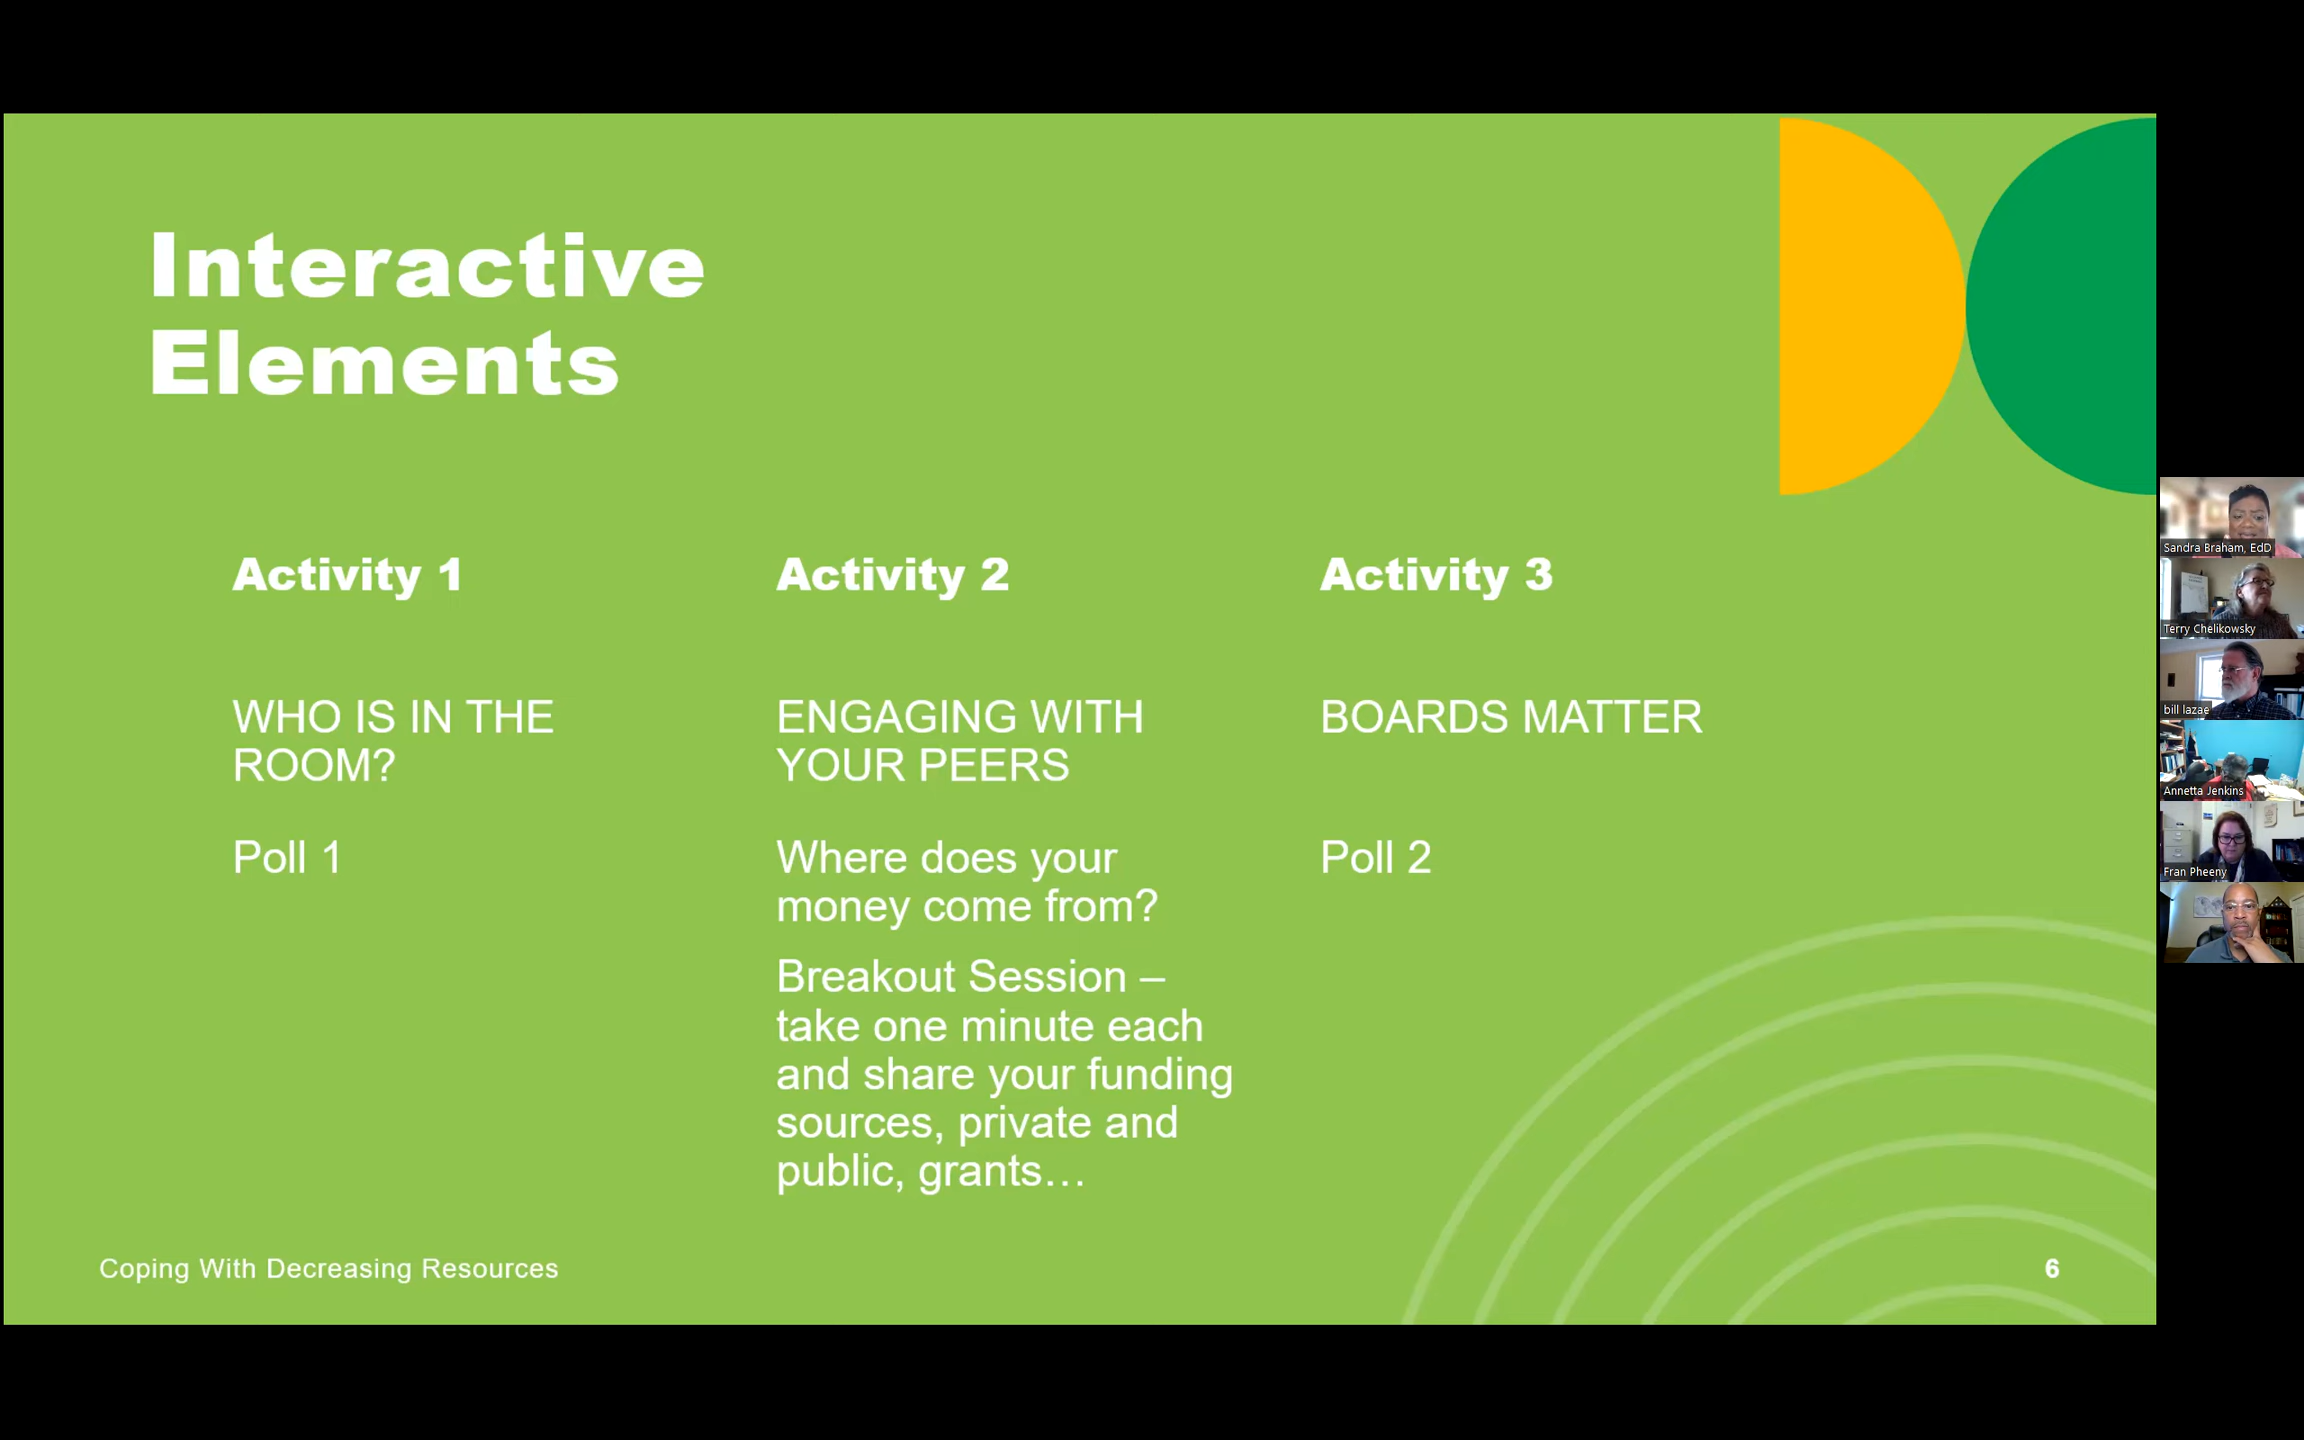 Interactive
Elements
Activity 1
WHO IS IN THE
ROOM?
Poll 1
Activity 2
ENGAGING WITH
YOUR PEERS
Where does your
money come from?
Breakout Session –
take one minute each
and share your funding
sources, private and
public, grants…
Activity 3
BOARDS MATTER
Poll 2
Coping With Decreasing Resources
6
Sandra Braham, EdD
Terry Chelikowsky
bill lazae
Annetta Jenkins
Fran Pheeny